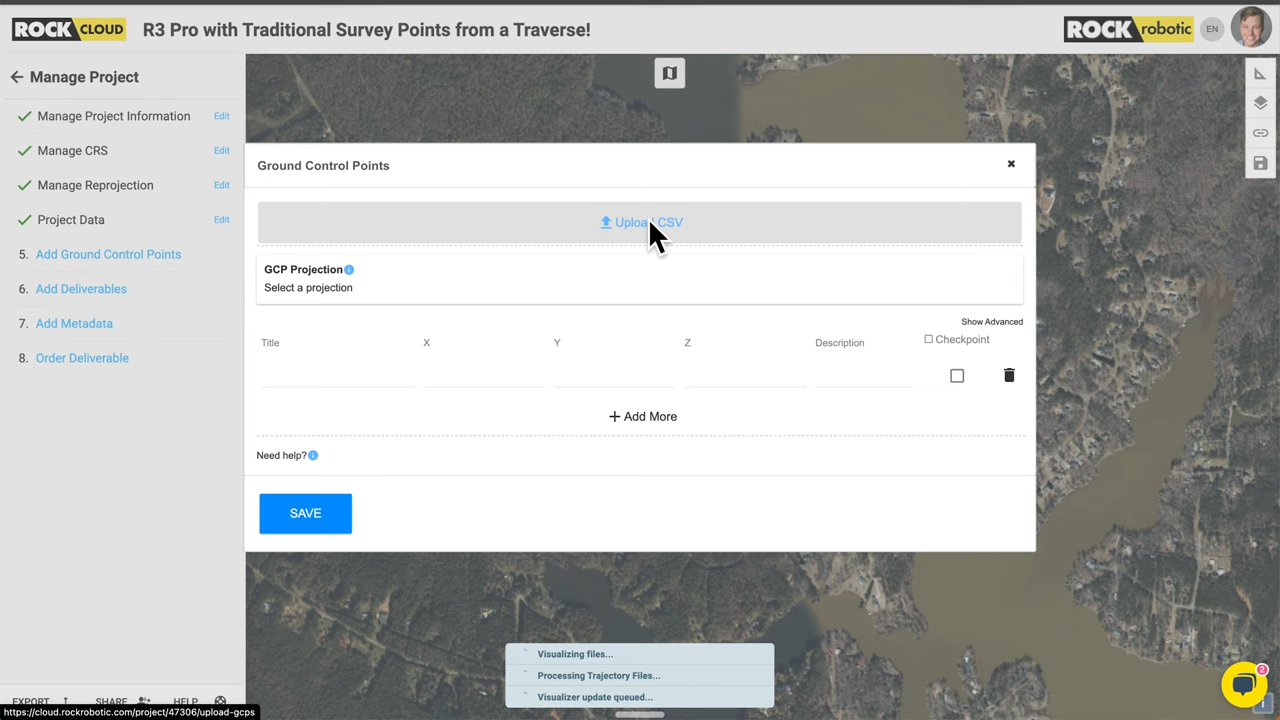 ROCK CLOUD R3 Pro with Traditional Survey Points from a Traverse! ROCK robotic EN
Manage Project
Manage Project Information Edit
Manage CRS Edit
Manage Reprojection Edit
Project Data Edit
5. Add Ground Control Points
6. Add Deliverables
7. Add Metadata
8. Order Deliverable
Ground Control Points
Upload CSV
GCP Projection
Select a projection
Show Advanced
Title X Y Z Description Checkpoint
Add More
Need help?
SAVE
Visualizing files...
Processing Trajectory Files...
Visualizer update queued...
2
EXPORT SHARE HELP
https://cloud.rockrobotic.com/project/47306/upload-gcps